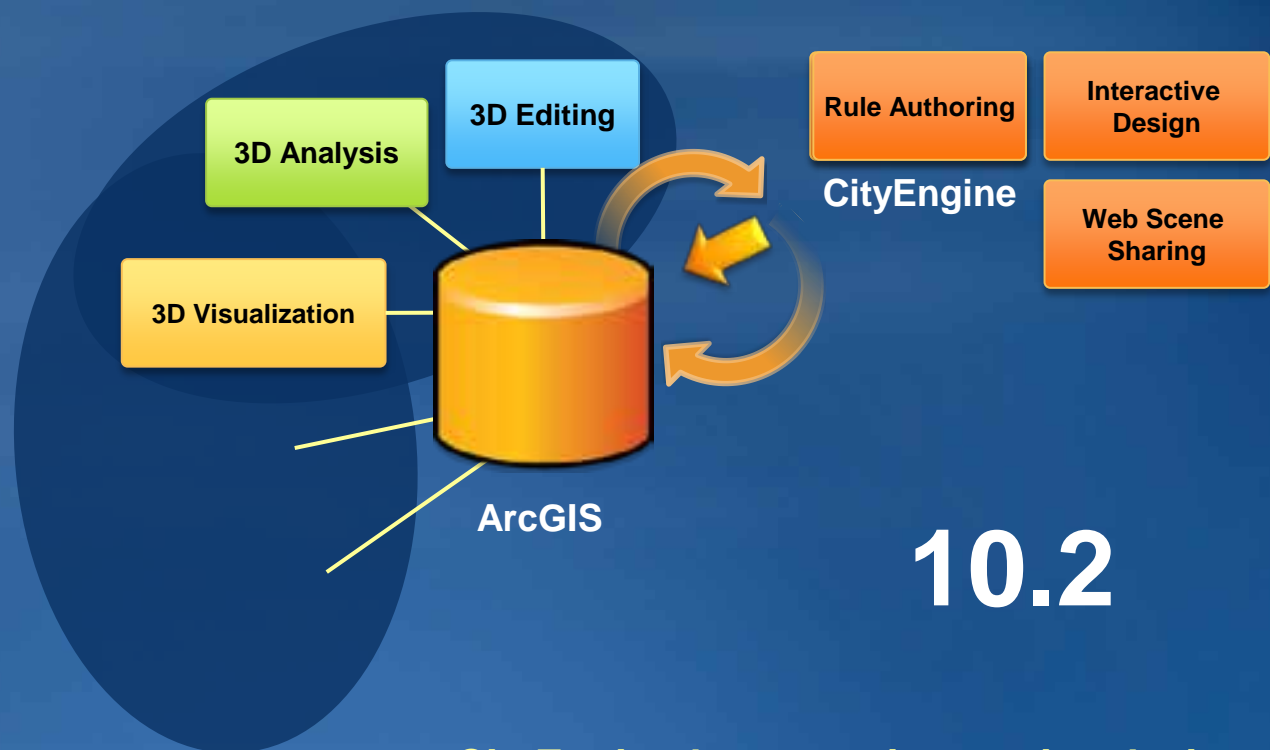 3D Editing
3D Analysis
3D Visualization
ArcGIS
Rule Authoring
Interactive
Design
CityEngine
Web Scene
Sharing
10.2